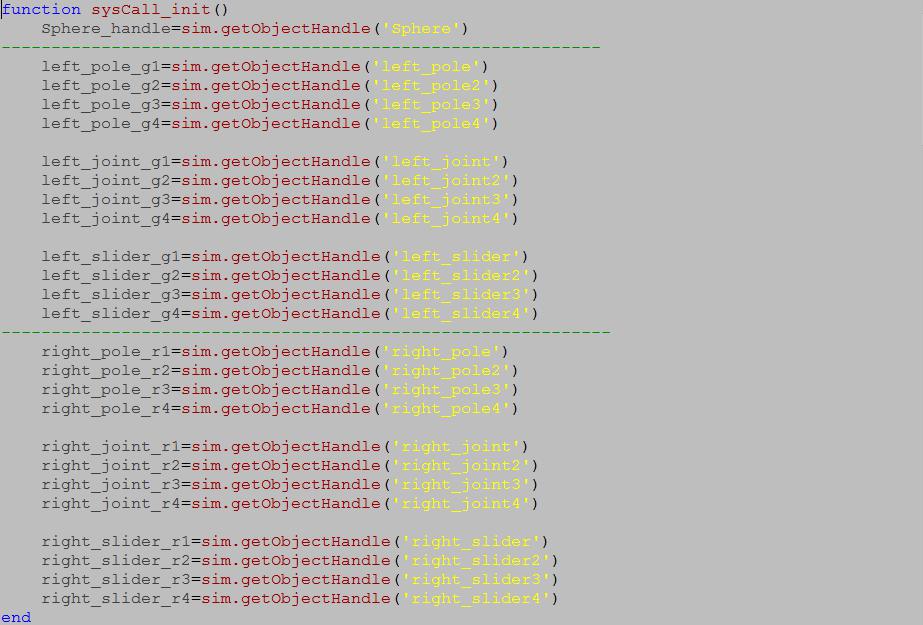 function sysCall_init()
    Sphere_handle=sim.getObjectHandle('Sphere')
------------------------------------------------------------
    left_pole_g1=sim.getObjectHandle('left_pole')
    left_pole_g2=sim.getObjectHandle('left_pole2')
    left_pole_g3=sim.getObjectHandle('left_pole3')
    left_pole_g4=sim.getObjectHandle('left_pole4')

    left_joint_g1=sim.getObjectHandle('left_joint')
    left_joint_g2=sim.getObjectHandle('left_joint2')
    left_joint_g3=sim.getObjectHandle('left_joint3')
    left_joint_g4=sim.getObjectHandle('left_joint4')

    left_slider_g1=sim.getObjectHandle('left_slider')
    left_slider_g2=sim.getObjectHandle('left_slider2')
    left_slider_g3=sim.getObjectHandle('left_slider3')
    left_slider_g4=sim.getObjectHandle('left_slider4')
-------------------------------------------------------------
    right_pole_r1=sim.getObjectHandle('right_pole')
    right_pole_r2=sim.getObjectHandle('right_pole2')
    right_pole_r3=sim.getObjectHandle('right_pole3')
    right_pole_r4=sim.getObjectHandle('right_pole4')

    right_joint_r1=sim.getObjectHandle('right_joint')
    right_joint_r2=sim.getObjectHandle('right_joint2')
    right_joint_r3=sim.getObjectHandle('right_joint3')
    right_joint_r4=sim.getObjectHandle('right_joint4')

    right_slider_r1=sim.getObjectHandle('right_slider')
    right_slider_r2=sim.getObjectHandle('right_slider2')
    right_slider_r3=sim.getObjectHandle('right_slider3')
    right_slider_r4=sim.getObjectHandle('right_slider4')
end